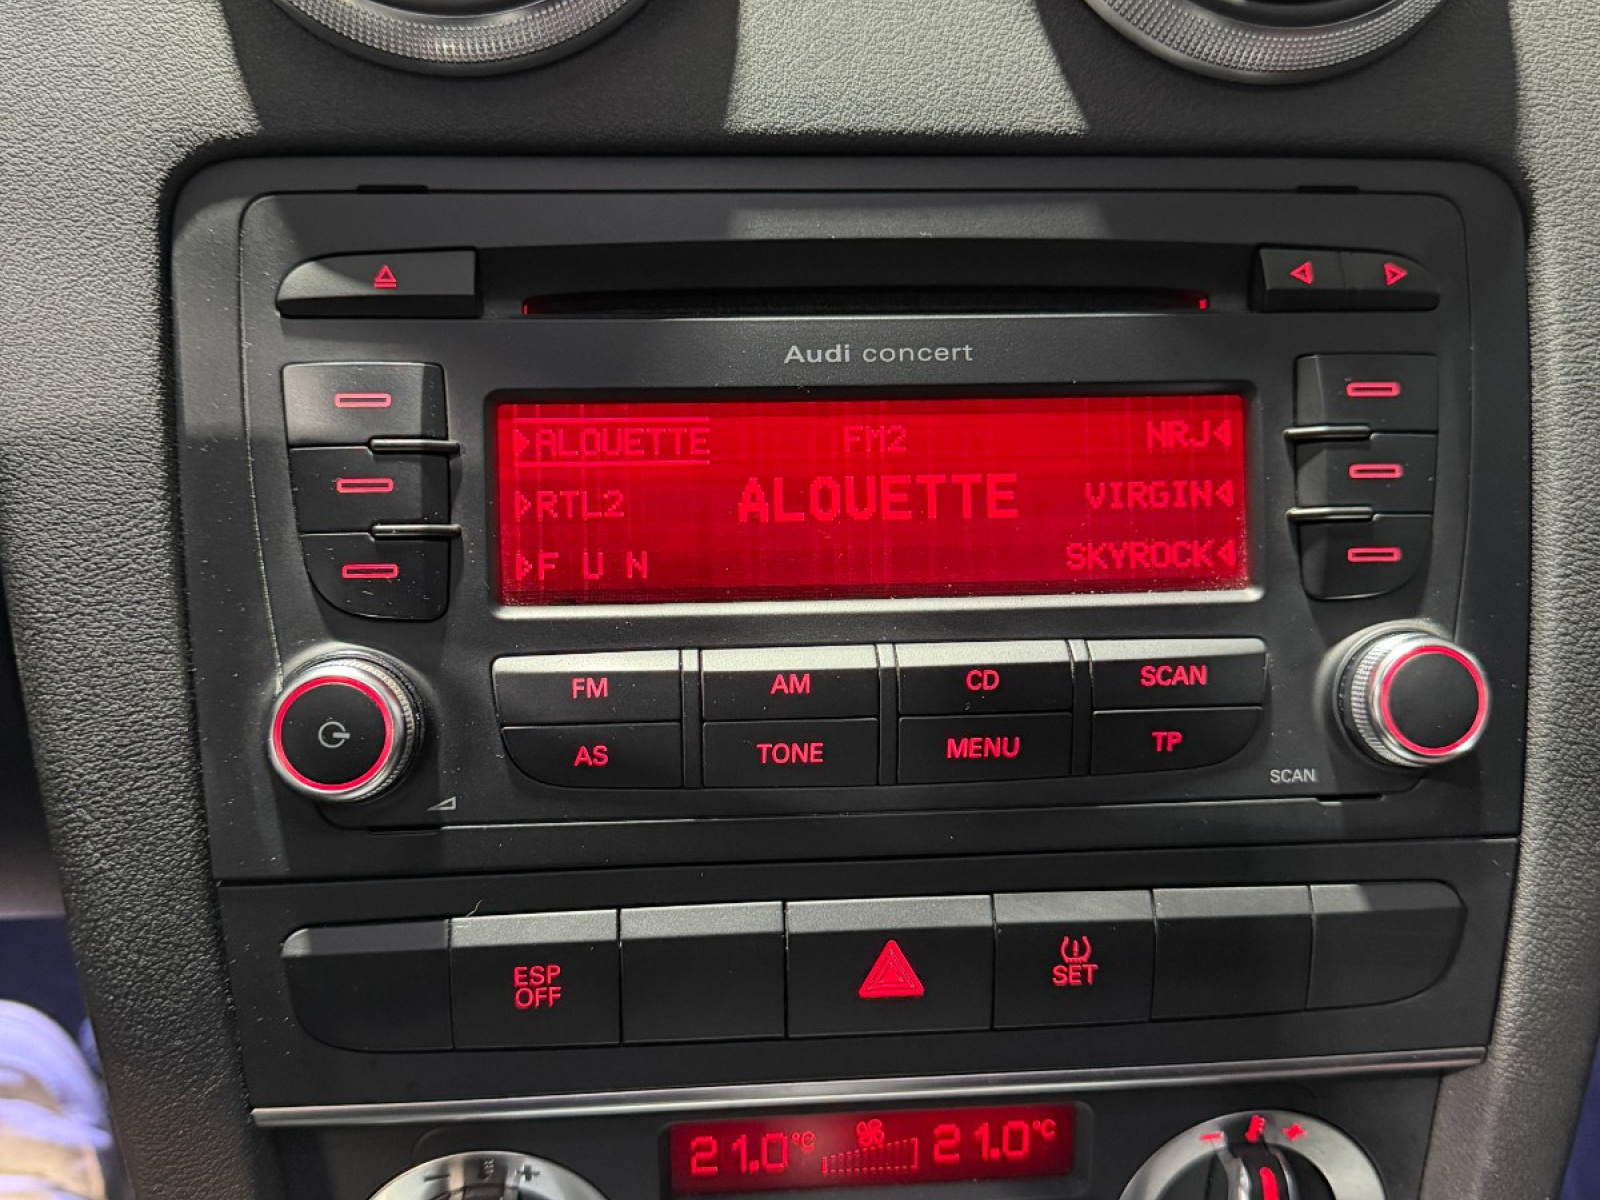 Audi concert
ALOUETTE FM2 NRJ
RTL2 ALOUETTE VIRGIN
F U N SKYROCK
FM AM CD SCAN
AS TONE MENU TP
SCAN
ESP OFF
SET
21.0°C 21.0°C